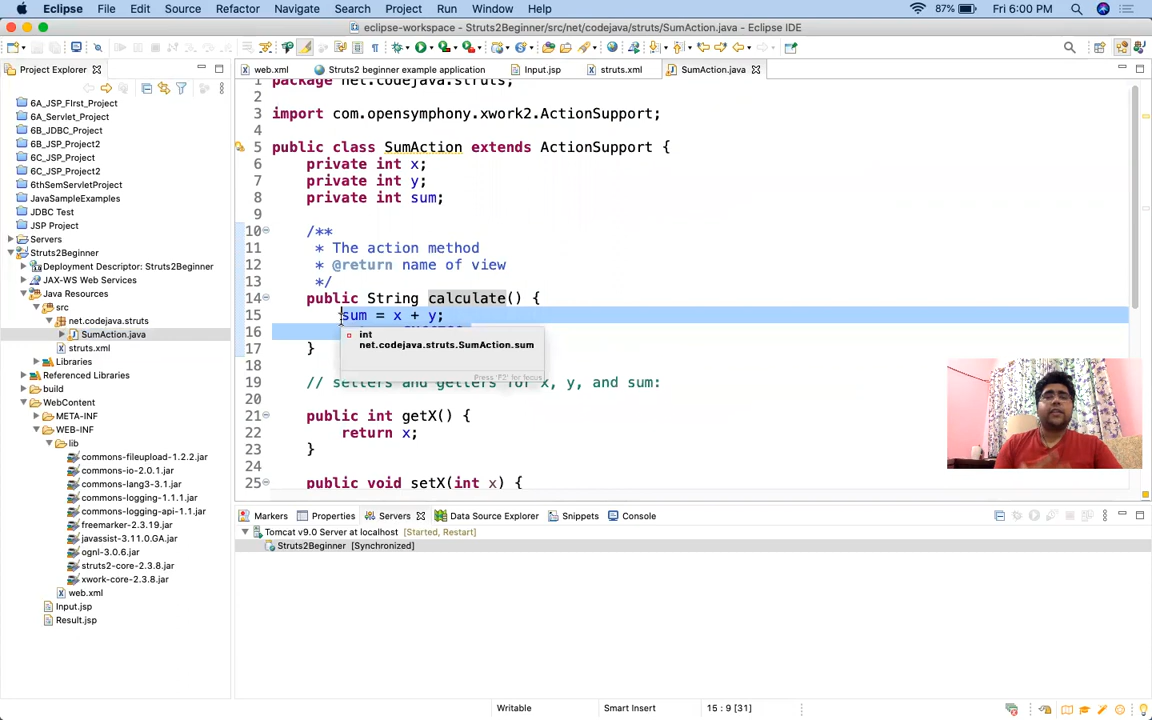 Eclipse File Edit Source Refactor Navigate Search Project Run Window Help 87% Fri 6:00 PM
eclipse-workspace - Struts2Beginner/src/net/codejava/struts/SumAction.java - Eclipse IDE
Project Explorer
6A_JSP_FIrst_Project
6A_Servlet_Project
6B_JDBC_Project
6B_JSP_Project2
6C_JSP_Project
6C_JSP_Project2
6thSemServletProject
JavaSampleExamples
JDBC Test
JSP Project
Servers
Struts2Beginner
Deployment Descriptor: Struts2Beginner
JAX-WS Web Services
Java Resources
src
net.codejava.struts
SumAction.java
struts.xml
Libraries
Referenced Libraries
build
WebContent
META-INF
WEB-INF
lib
commons-fileupload-1.2.2.jar
commons-io-2.0.1.jar
commons-lang3-3.1.jar
commons-logging-1.1.1.jar
commons-logging-api-1.1.jar
freemarker-2.3.19.jar
javassist-3.11.0.GA.jar
ognl-3.0.6.jar
struts2-core-2.3.8.jar
xwork-core-2.3.8.jar
web.xml
Input.jsp
Result.jsp
web.xml Struts2 beginner example application Input.jsp struts.xml SumAction.java
1 package net.codejava.struts;
2
3 import com.opensymphony.xwork2.ActionSupport;
4
5 public class SumAction extends ActionSupport {
6 private int x;
7 private int y;
8 private int sum;
9
10 /**
11 * The action method
12 * @return name of view
13 */
14 public String calculate() {
15 sum = x + y;
16
17 }
18
19 // setters and getters for x, y, and sum:
20
21 public int getX() {
22 return x;
23 }
24
25 public void setX(int x) {
int
net.codejava.struts.SumAction.sum
Press 'F2' for focus
Markers Properties Servers Data Source Explorer Snippets Console
Tomcat v9.0 Server at localhost [Started, Restart]
Struts2Beginner [Synchronized]
Writable Smart Insert 15 : 9 [31]